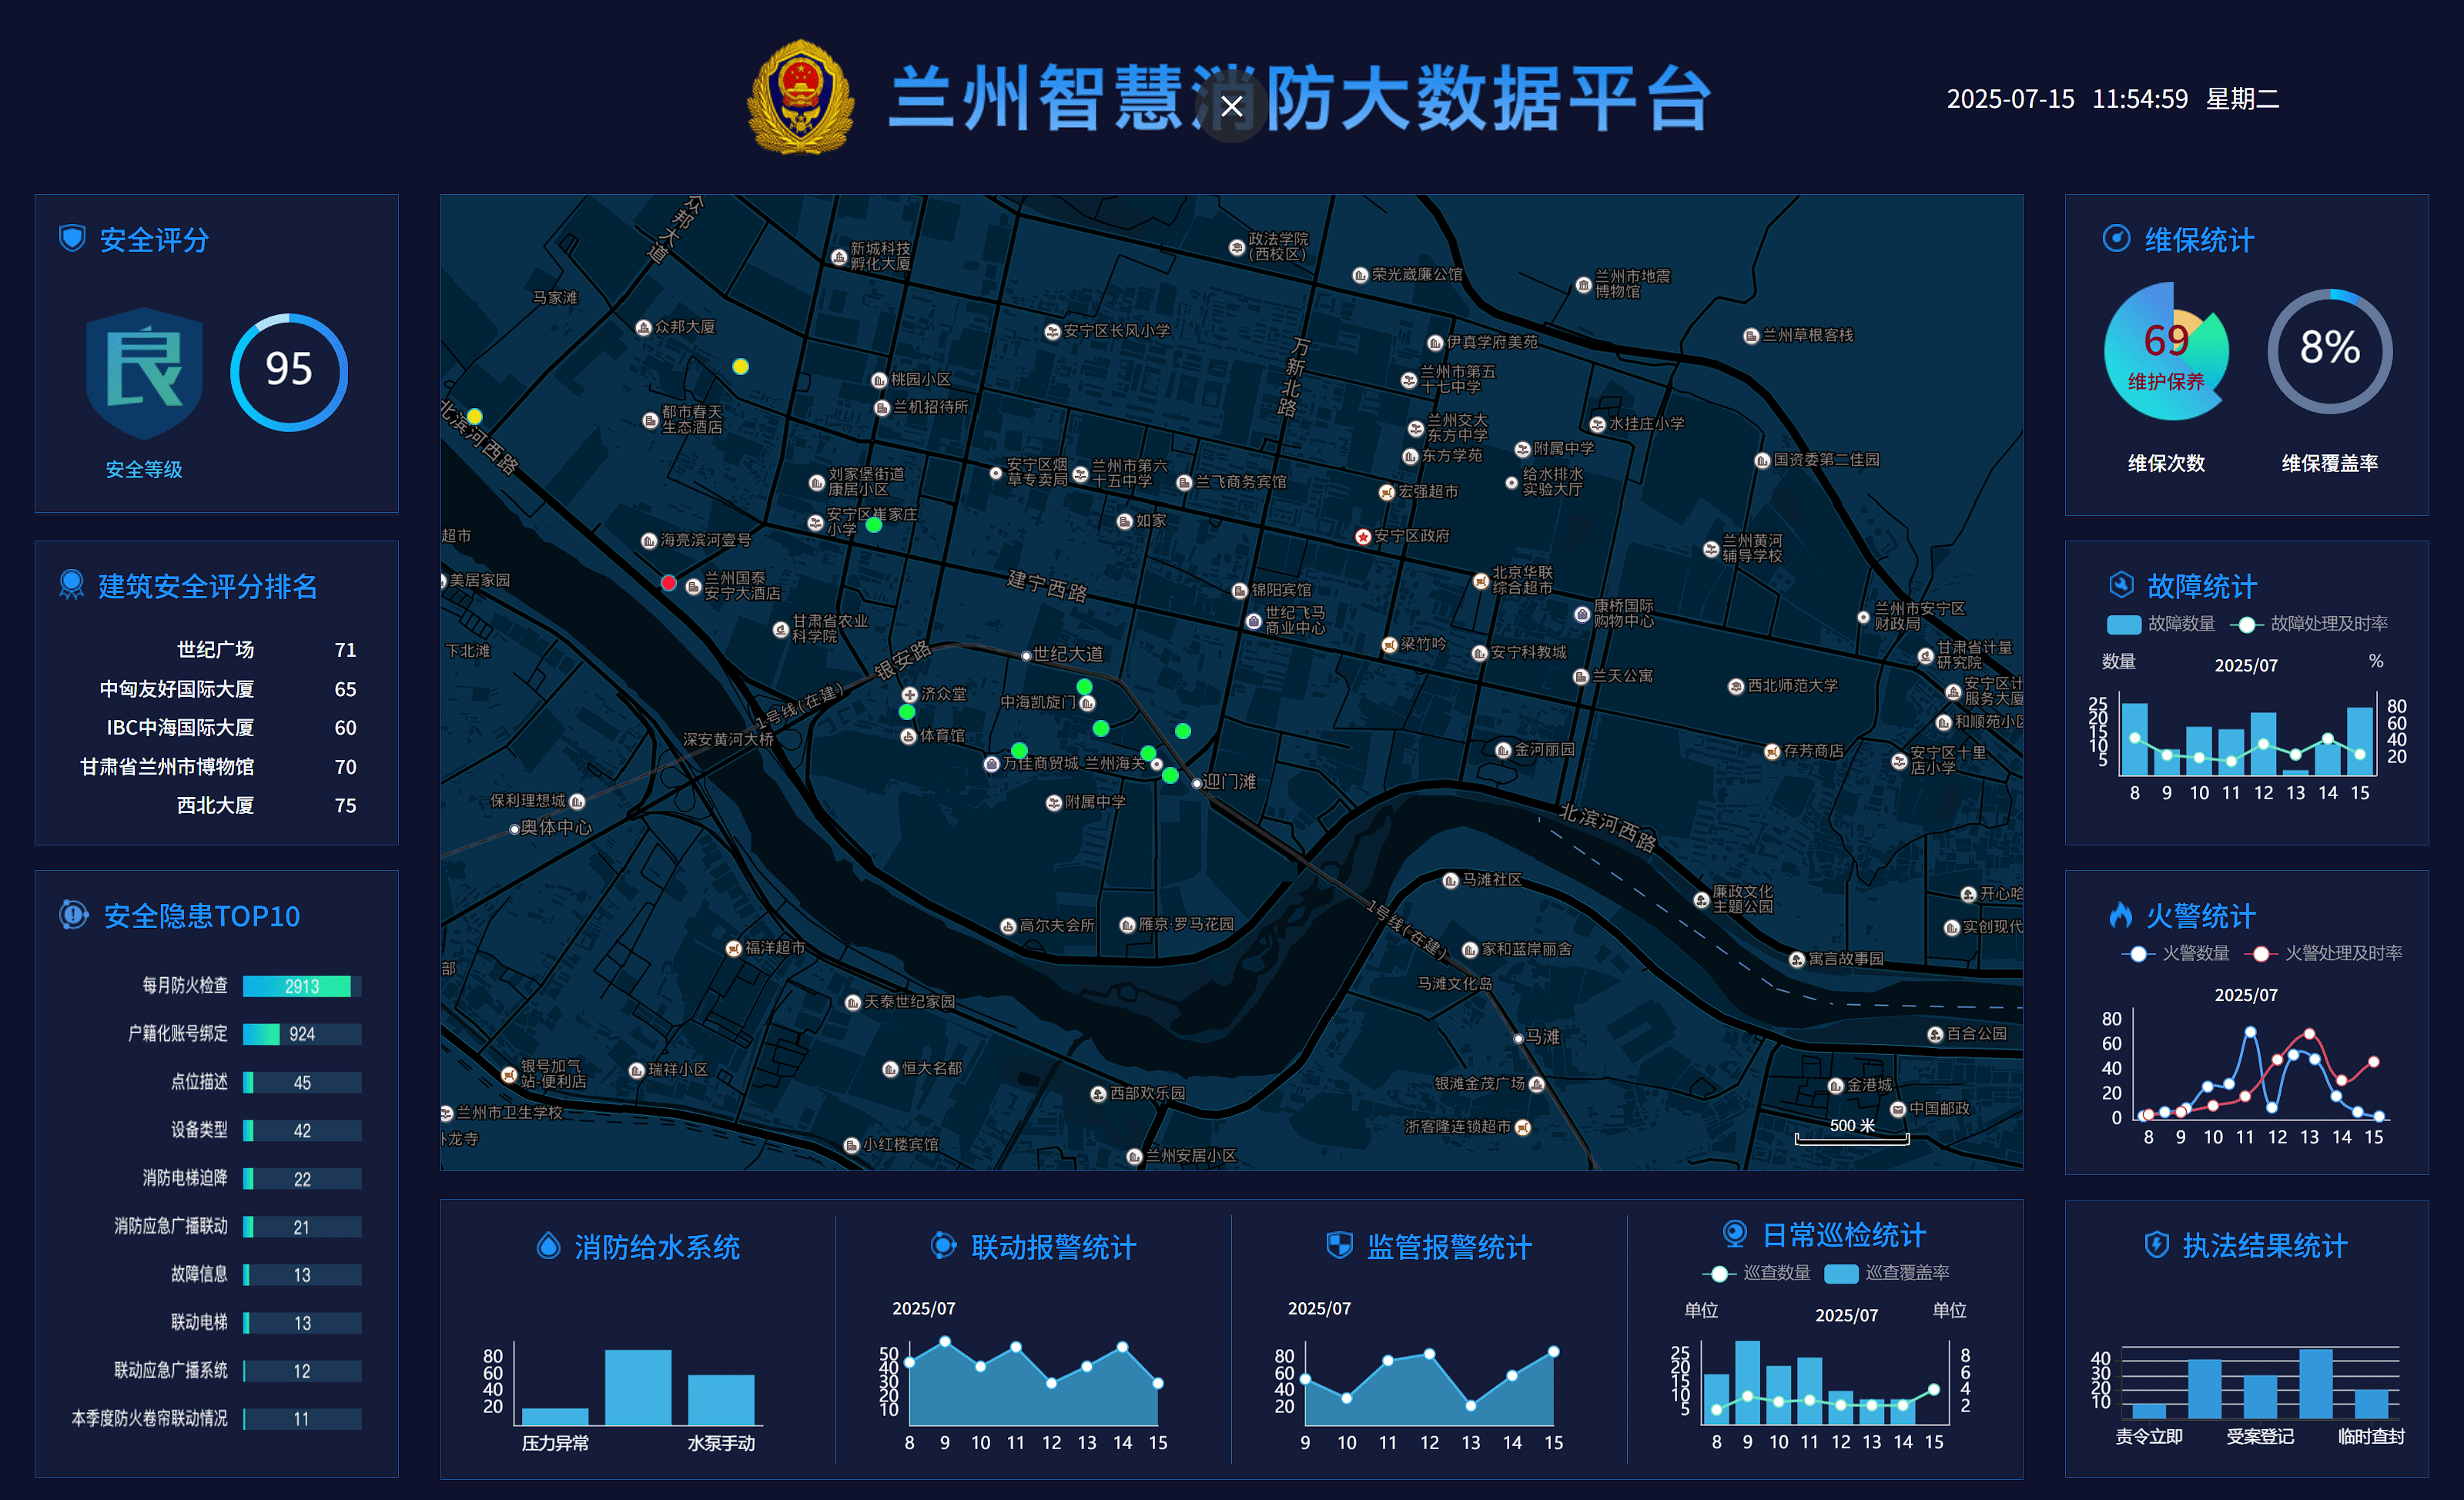 兰州智慧消防大数据平台
2025-07-15 11:54:59 星期二
安全评分
良
95
安全等级
建筑安全评分排名
世纪广场 71
中匈友好国际大厦 65
IBC中海国际大厦 60
甘肃省兰州市博物馆 70
西北大厦 75
安全隐患TOP10
每月防火检查 2913
户籍化账号绑定 924
点位描述 45
设备类型 42
消防电梯迫降 22
消防应急广播联动 21
故障信息 13
联动电梯 13
联动应急广播系统 12
本季度防火卷帘联动情况 11
众邦大道
新城科技
孵化大厦
政法学院
(西校区)
荣光崴廉公馆
兰州市地震
博物馆
马家滩
众邦大厦
安宁区长风小学
万新北路
伊真学府美苑
兰州草根客栈
桃园小区
兰州市第五
十七中学
兰机招待所
都市春天
生态酒店
北滨河西路
兰州交大
东方中学
水挂庄小学
附属中学
东方学苑
国资委第二佳园
刘家堡街道
康居小区
安宁区烟
草专卖局
兰州市第六
十五中学
兰飞商务宾馆
给水排水
实验大厅
宏强超市
安宁区崔家庄
小学
如家
超市
海亮滨河壹号
安宁区政府
兰州黄河
辅导学校
美居家园
兰州国泰
安宁大酒店
建宁西路
锦阳宾馆
北京华联
综合超市
世纪飞马
商业中心
康桥国际
购物中心
兰州市安宁区
财政局
甘肃省农业
科学院
下北滩
银安路
世纪大道
梁竹吟
安宁科教城
甘肃省计量
研究院
兰天公寓
西北师范大学
安宁区计
服务大厦
济众堂
中海凯旋门
1号线(在建)
和顺苑小区
深安黄河大桥
体育馆
金河丽园
存芳商店
安宁区十里
店小学
万佳商贸城
兰州海关
迎门滩
保利理想城
附属中学
奥体中心
北滨河西路
马滩社区
廉政文化
主题公园
开心哈
1号线(在建)
高尔夫会所
雁京·罗马花园
实创现代
福洋超市
家和蓝岸丽舍
寓言故事园
部
马滩文化岛
天泰世纪家园
马滩
百合公园
银号加气
站-便利店
瑞祥小区
恒大名都
银滩金茂广场
金港城
西部欢乐园
中国邮政
兰州市卫生学校
浙客隆连锁超市
500 米
卧龙寺
小红楼宾馆
兰州安居小区
消防给水系统
80
60
40
20
压力异常 水泵手动
联动报警统计
2025/07
50
40
30
20
10
8 9 10 11 12 13 14 15
监管报警统计
2025/07
80
60
40
20
9 10 11 12 13 14 15
日常巡检统计
巡查数量 巡查覆盖率
单位 2025/07 单位
25 8
20 6
15 4
10 2
5
8 9 10 11 12 13 14 15
维保统计
69
维护保养
8%
维保次数 维保覆盖率
故障统计
故障数量 故障处理及时率
数量 2025/07 %
25 80
20 60
15 40
10 20
5
8 9 10 11 12 13 14 15
火警统计
火警数量 火警处理及时率
2025/07
80
60
40
20
0
8 9 10 11 12 13 14 15
执法结果统计
40
30
20
10
责令立即 受案登记 临时查封